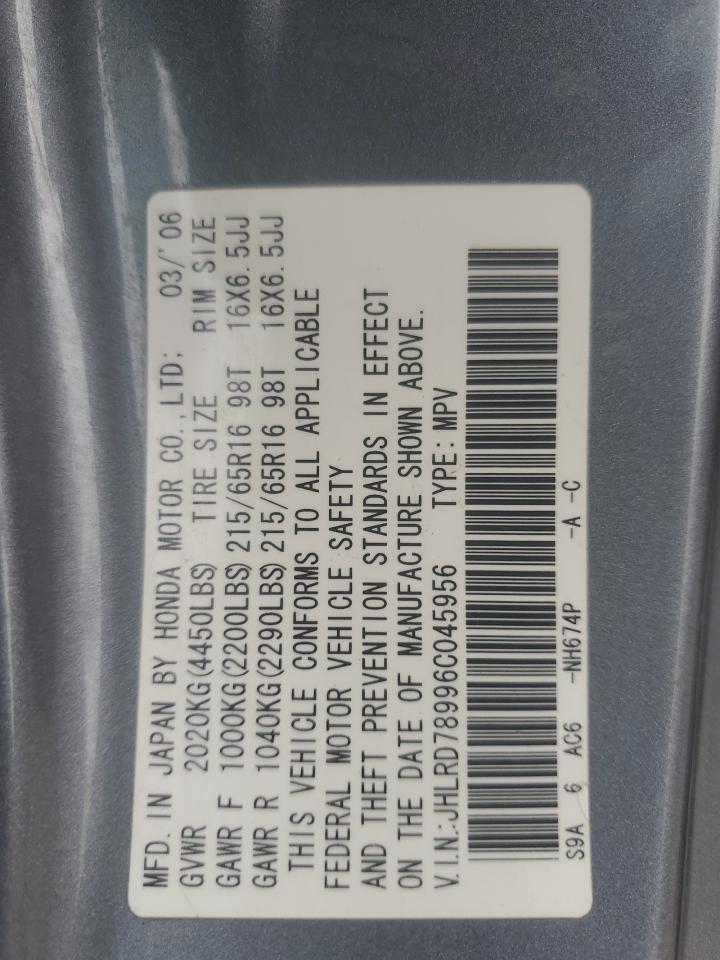 MFD. IN JAPAN BY HONDA MOTOR CO.,LTD; 03/'06
GVWR 2020KG(4450LBS) TIRE SIZE RIM SIZE
GAWR F 1000KG(2200LBS) 215/65R16 98T 16X6.5JJ
GAWR R 1040KG(2290LBS) 215/65R16 98T 16X6.5JJ
THIS VEHICLE CONFORMS TO ALL APPLICABLE
FEDERAL MOTOR VEHICLE SAFETY
AND THEFT PREVENTION STANDARDS IN EFFECT
ON THE DATE OF MANUFACTURE SHOWN ABOVE.
V.I.N.:JHLRD78996C045956 TYPE:MPV
S9A 6 AC6 -NH674P -A -C